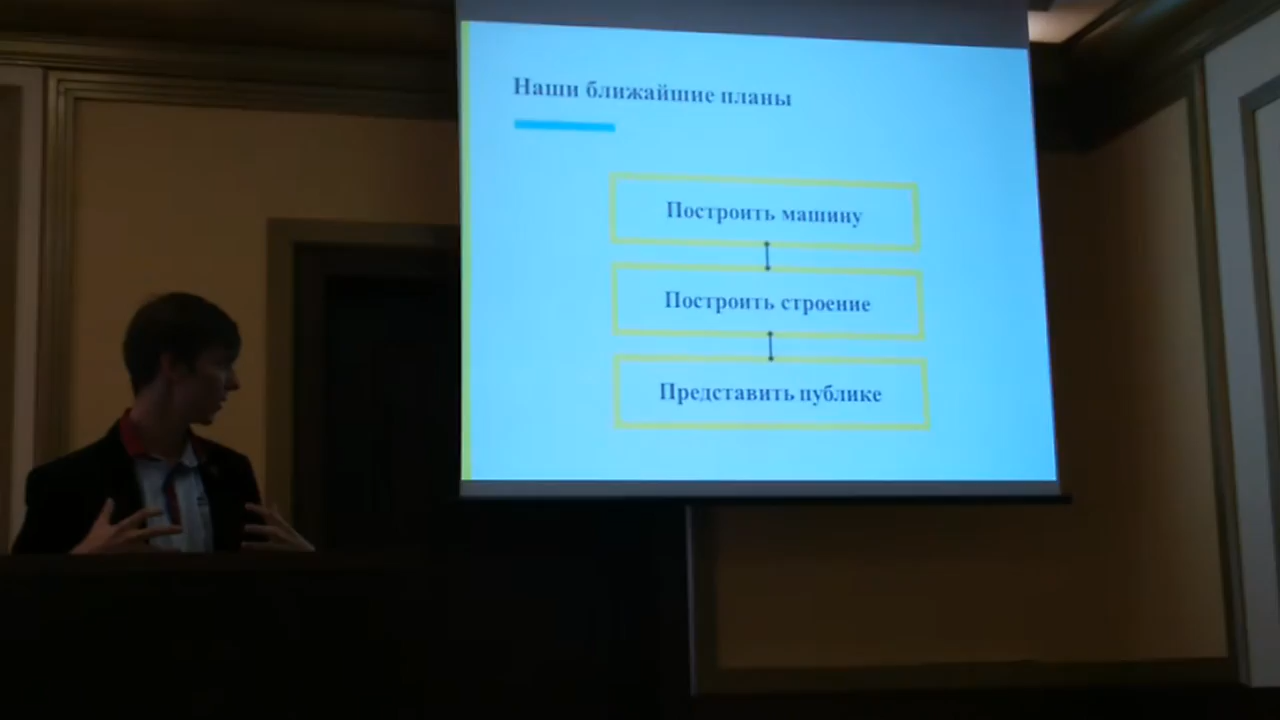 Наши ближайшие планы
Построить машину
Построить строение
Представить публике